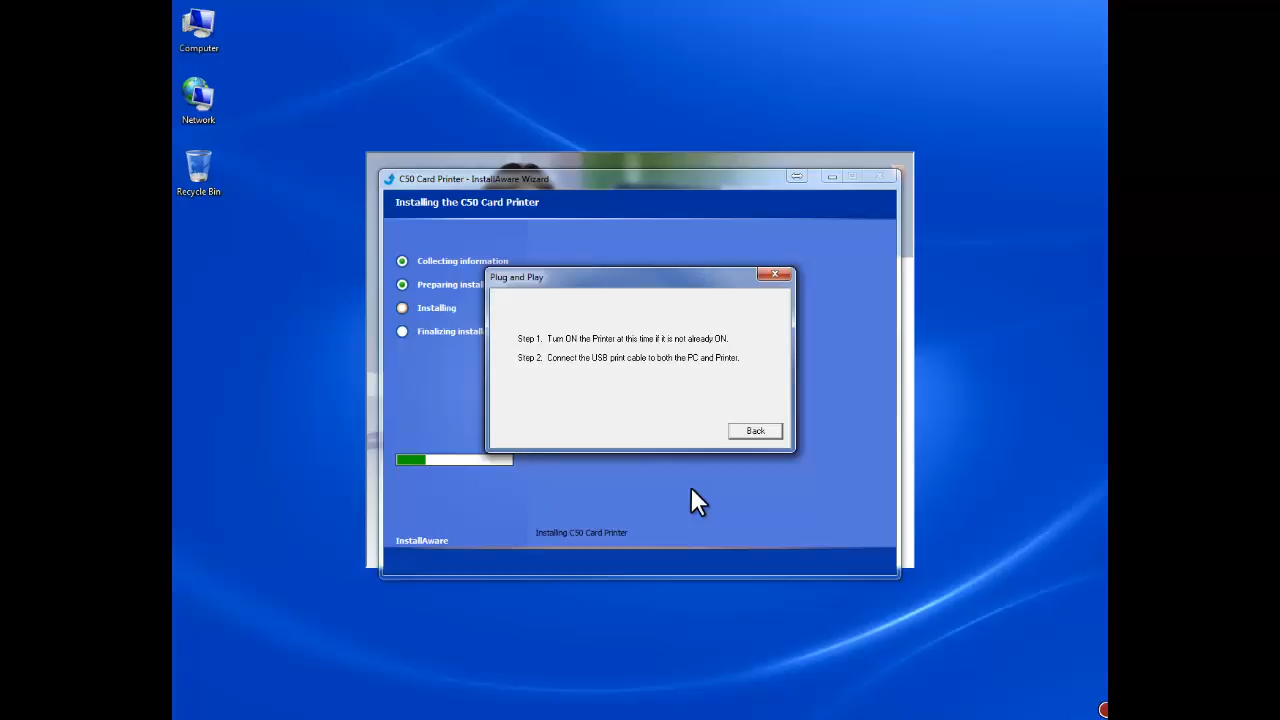 Computer
Network
Recycle Bin
C50 Card Printer - InstallAware Wizard
Installing the C50 Card Printer
Collecting information
Preparing instal
Installing
Finalizing install
Plug and Play
Step 1. Turn ON the Printer at this time if it is not already ON.
Step 2. Connect the USB print cable to both the PC and Printer.
Back
Installing C50 Card Printer
InstallAware